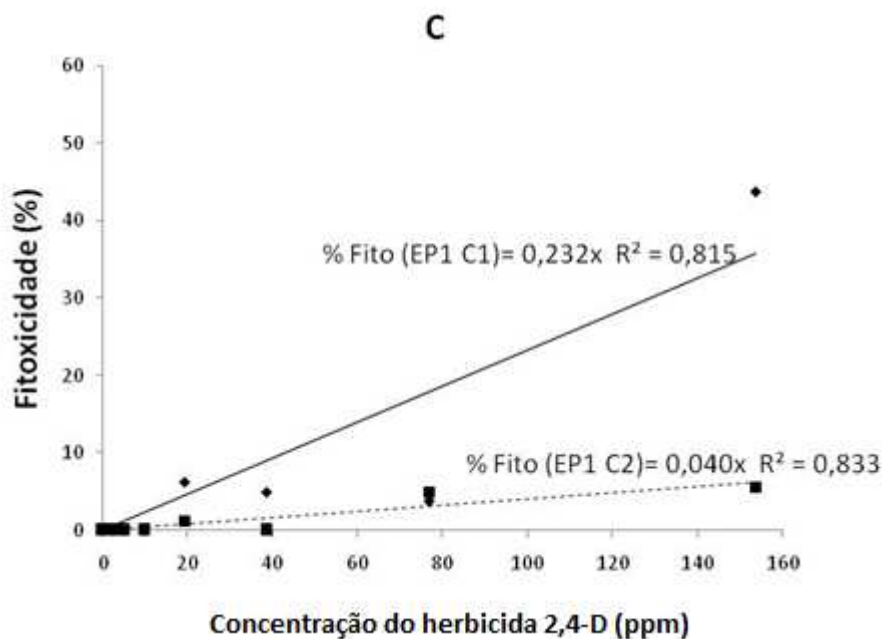 C
60
50
40
30
20
10
0
Fitoxicidade (%)
% Fito (EP1 C1)= 0,232x R² = 0,815
% Fito (EP1 C2)= 0,040x R² = 0,833
0 20 40 60 80 100 120 140 160
Concentração do herbicida 2,4-D (ppm)